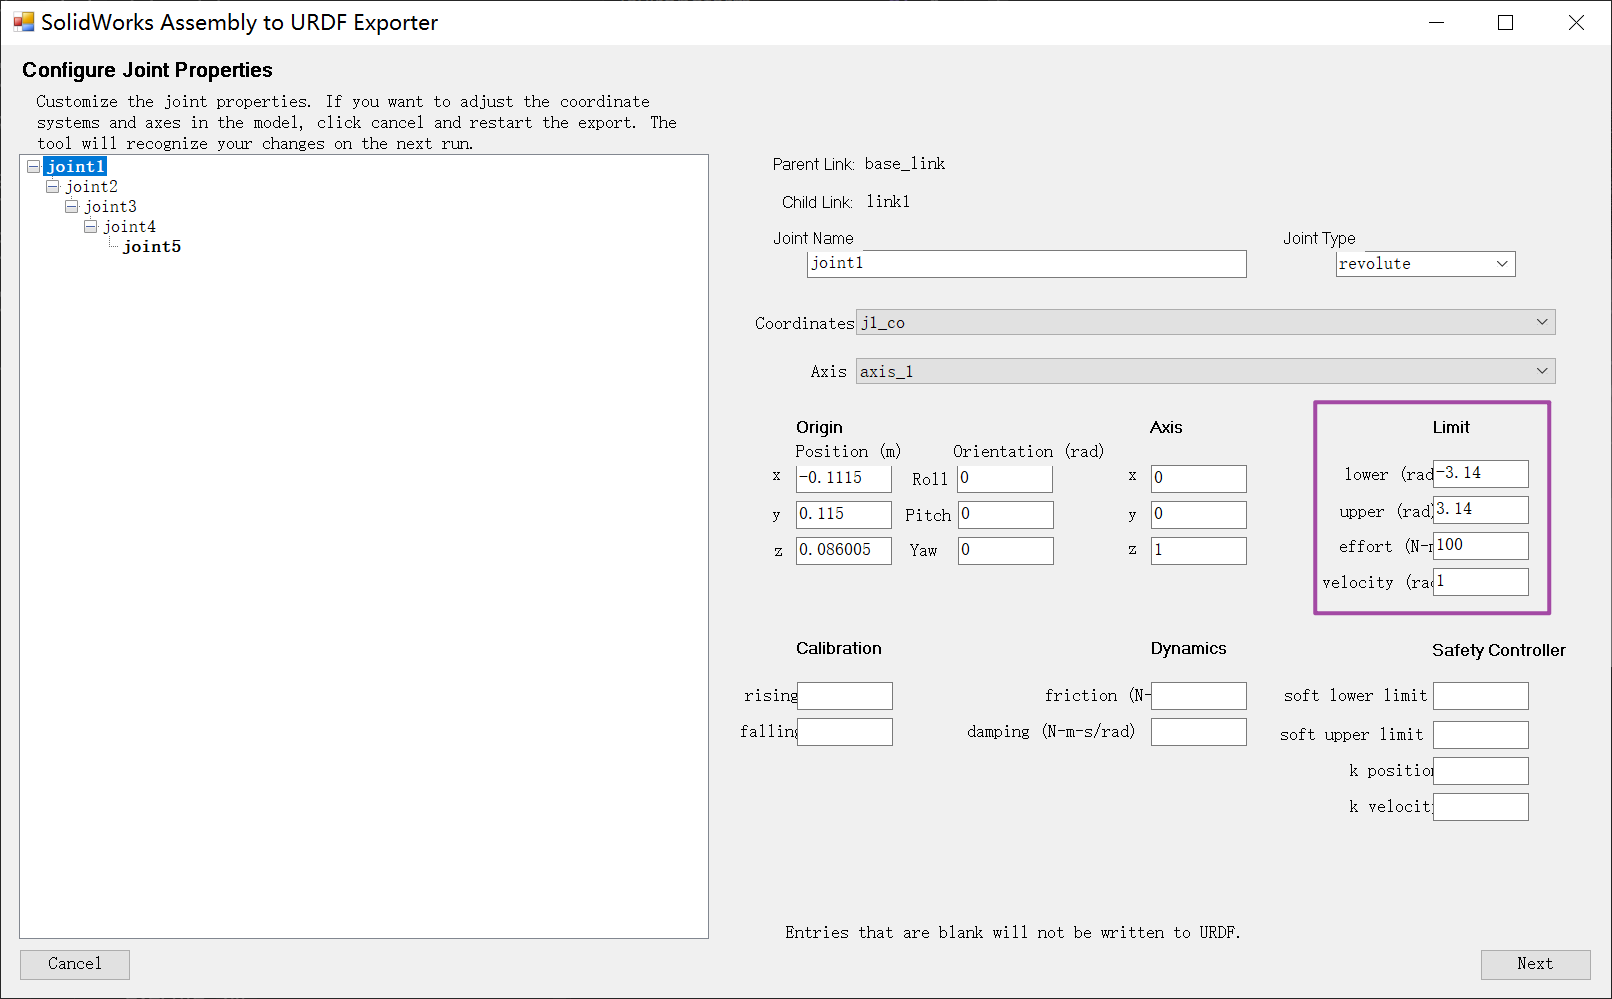 SolidWorks Assembly to URDF Exporter
Configure Joint Properties
Customize the joint properties. If you want to adjust the coordinate
systems and axes in the model, click cancel and restart the export. The
tool will recognize your changes on the next run.
joint1
joint2
joint3
joint4
joint5
Parent Link: base_link
Child Link: link1
Joint Name
joint1
Joint Type
revolute
Coordinates j1_co
Axis axis_1
Origin
Position (m) Orientation (rad)
x -0.1115 Roll 0
y 0.115 Pitch 0
z 0.086005 Yaw 0
Axis
x 0
y 0
z 1
Limit
lower (rad -3.14
upper (rad) 3.14
effort (N-m 100
velocity (rad 1
Calibration
rising
falling
Dynamics
friction (N-
damping (N-m-s/rad)
Safety Controller
soft lower limit
soft upper limit
k position
k velocity
Entries that are blank will not be written to URDF.
Cancel
Next